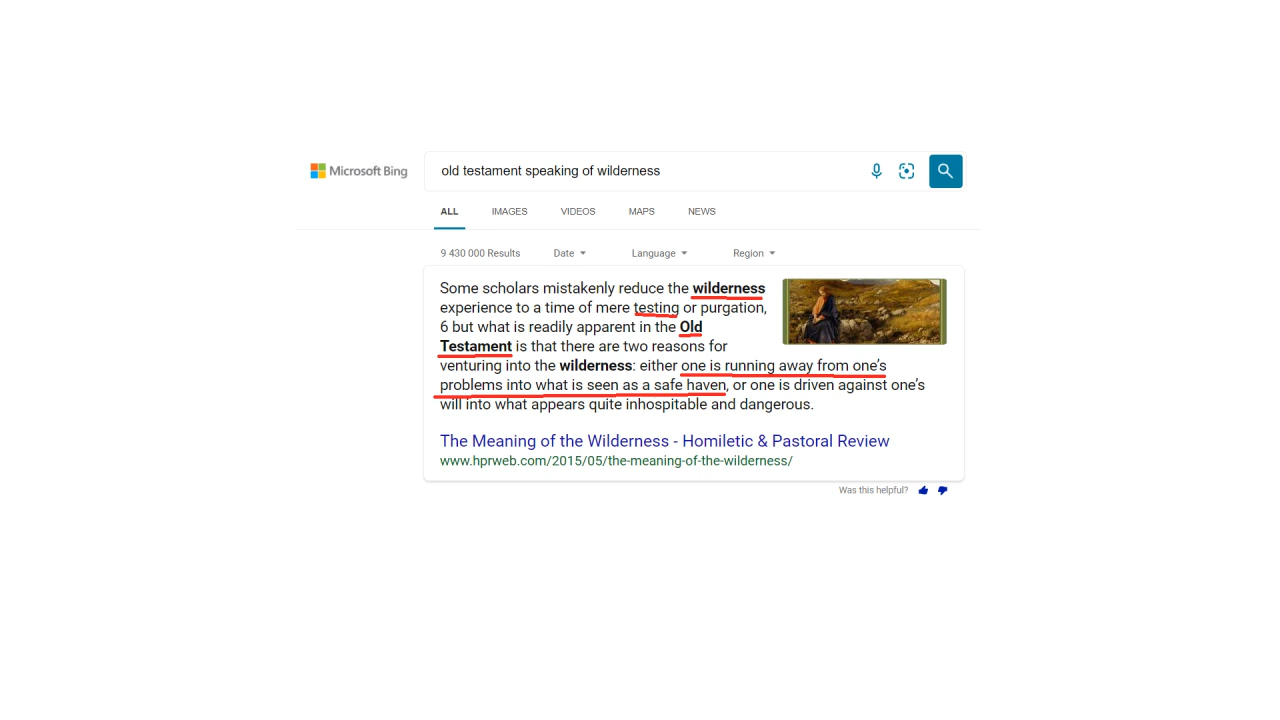 Microsoft Bing
old testament speaking of wilderness
ALL IMAGES VIDEOS MAPS NEWS
9 430 000 Results Date Language Region
Some scholars mistakenly reduce the wilderness
experience to a time of mere testing or purgation,
6 but what is readily apparent in the Old
Testament is that there are two reasons for
venturing into the wilderness: either one is running away from one's
problems into what is seen as a safe haven, or one is driven against one's
will into what appears quite inhospitable and dangerous.
The Meaning of the Wilderness - Homiletic & Pastoral Review
www.hprweb.com/2015/05/the-meaning-of-the-wilderness/
Was this helpful?